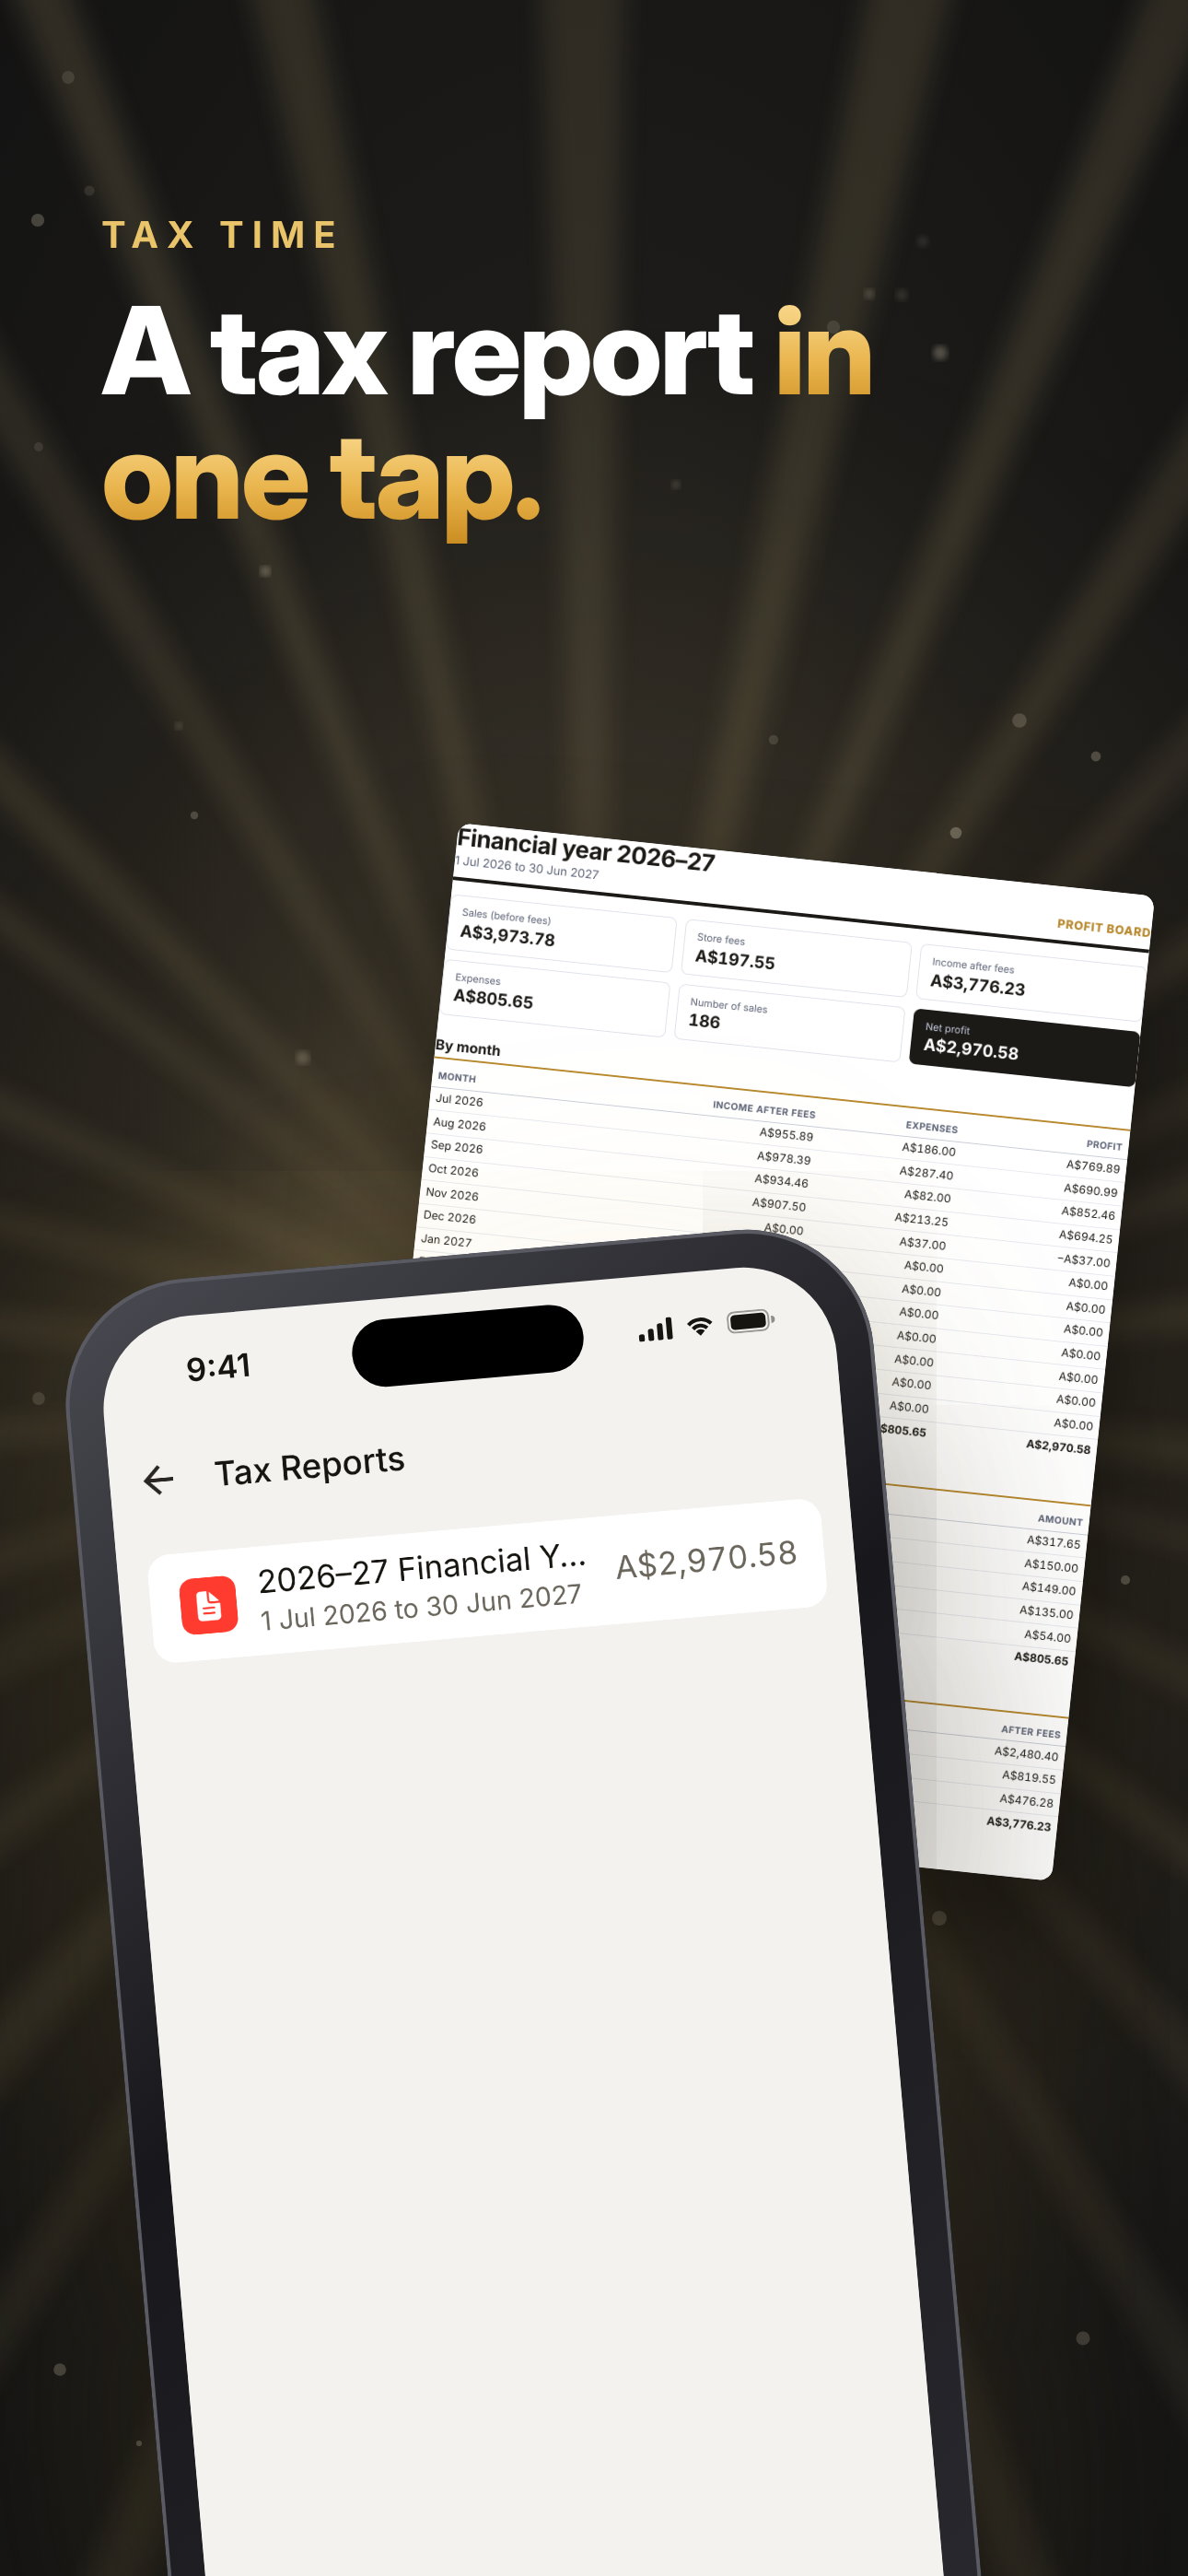 TAX TIME
A tax report in
one tap.
Financial year 2026–27
1 Jul 2026 to 30 Jun 2027
PROFIT BOARD
Sales (before fees)
A$3,973.78
Store fees
A$197.55
Income after fees
A$3,776.23
Expenses
A$805.65
Number of sales
186
Net profit
A$2,970.58
By month
MONTH INCOME AFTER FEES EXPENSES PROFIT
Jul 2026 A$955.89 A$186.00 A$769.89
Aug 2026 A$978.39 A$287.40 A$690.99
Sep 2026 A$934.46 A$82.00 A$852.46
Oct 2026 A$907.50 A$213.25 A$694.25
Nov 2026 A$0.00 A$37.00 −A$37.00
Dec 2026 A$0.00 A$0.00
Jan 2027 A$0.00 A$0.00
A$0.00 A$0.00
A$0.00 A$0.00
A$0.00 A$0.00
A$0.00 A$0.00
A$0.00 A$0.00
$805.65 A$2,970.58
AMOUNT
A$317.65
A$150.00
A$149.00
A$135.00
A$54.00
A$805.65
AFTER FEES
A$2,480.40
A$819.55
A$476.28
A$3,776.23
9:41
Tax Reports
2026–27 Financial Y...
A$2,970.58
1 Jul 2026 to 30 Jun 2027